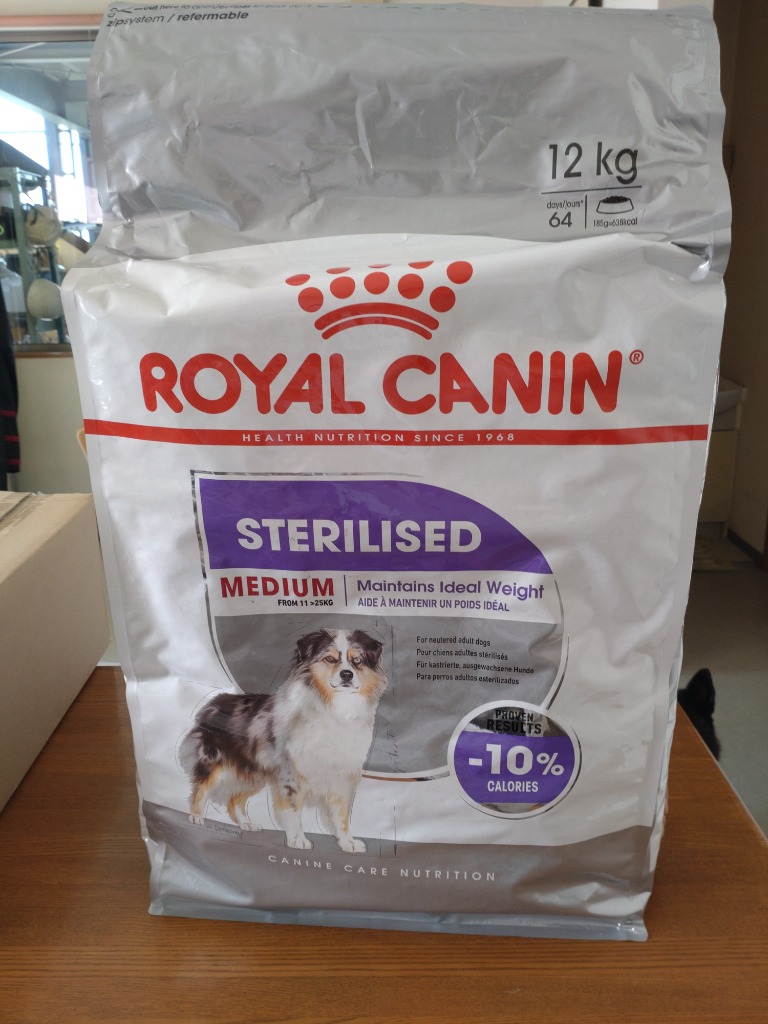 zipsystem / refermable
12 kg
days/jours*
64
185g=638kcal
ROYAL CANIN®
HEALTH NUTRITION SINCE 1968
STERILISED
MEDIUM
FROM 11 >25KG
Maintains Ideal Weight
AIDE À MAINTENIR UN POIDS IDÉAL
For neutered adult dogs
Pour chiens adultes stérilisés
Für kastrierte, ausgewachsene Hunde
Para perros adultos esterilizados
PROVEN
RESULTS
-10%
CALORIES
CANINE CARE NUTRITION